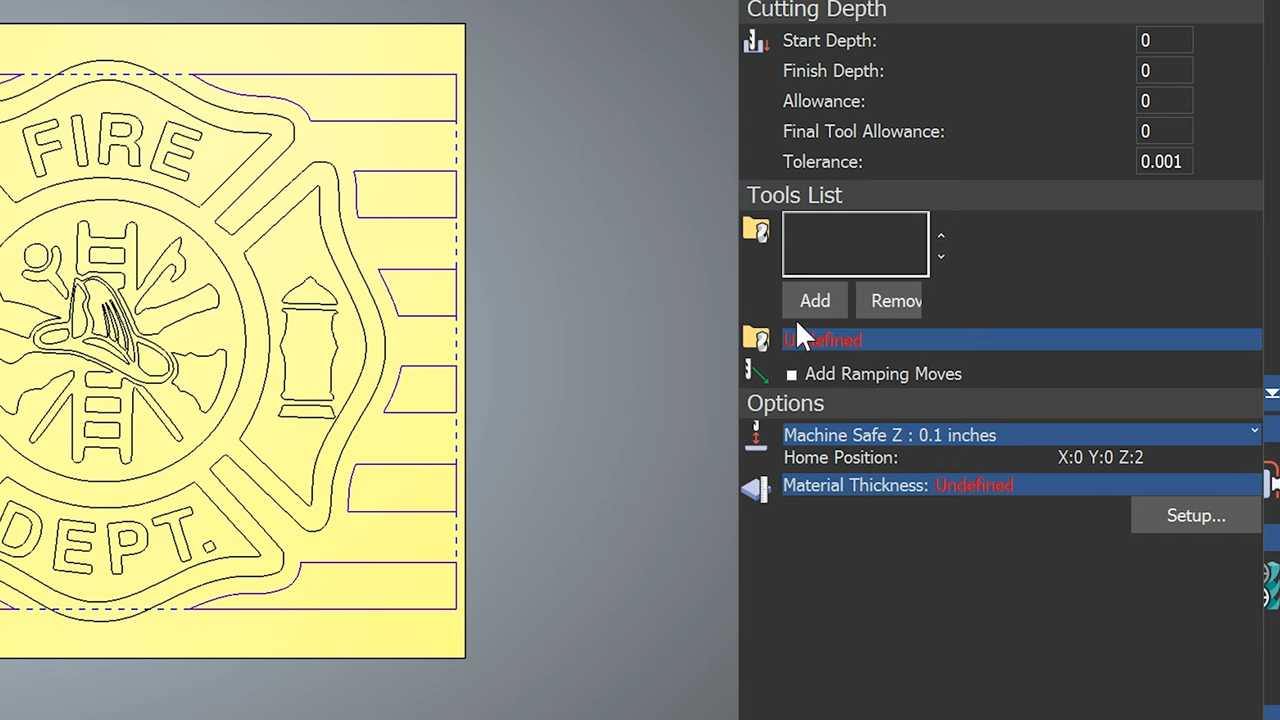 Cutting Depth
Start Depth: 0
Finish Depth: 0
Allowance: 0
Final Tool Allowance: 0
Tolerance: 0.001
Tools List
Add Remov
Undefined
Add Ramping Moves
Options
Machine Safe Z : 0.1 inches
Home Position: X:0 Y:0 Z:2
Material Thickness: Undefined
Setup...
FIRE
DEPT.